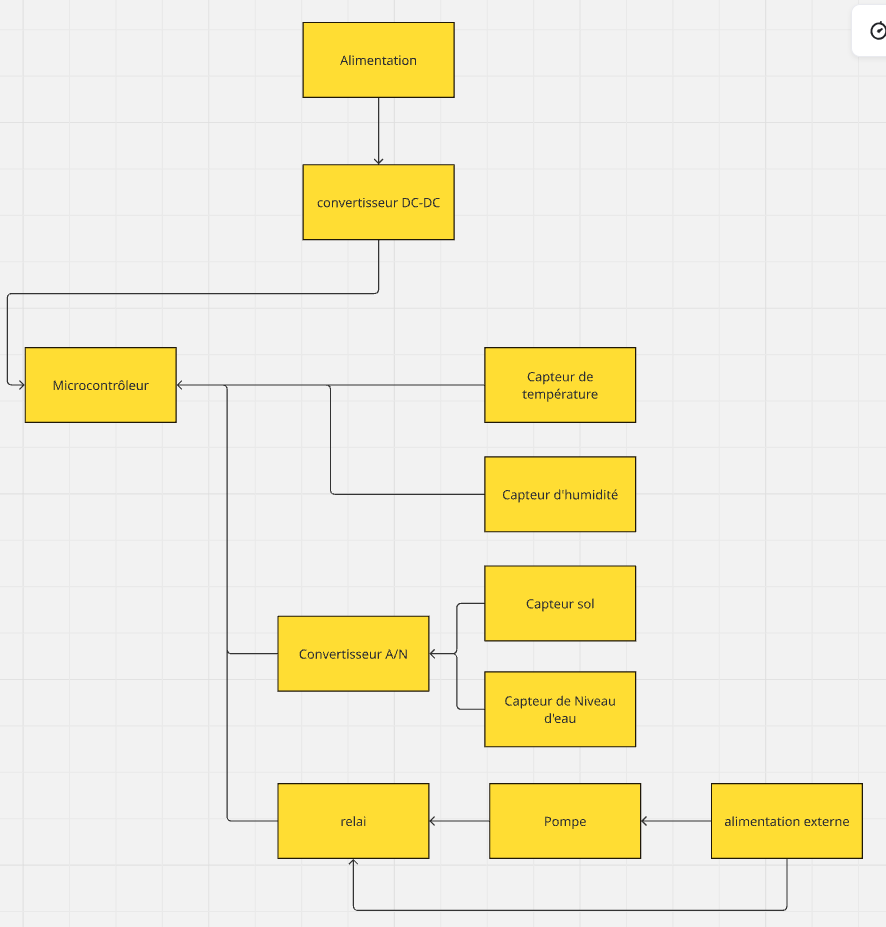 Alimentation
convertisseur DC-DC
Microcontrôleur
Capteur de
température
Capteur d'humidité
Capteur sol
Convertisseur A/N
Capteur de Niveau
d'eau
relai
Pompe
alimentation externe